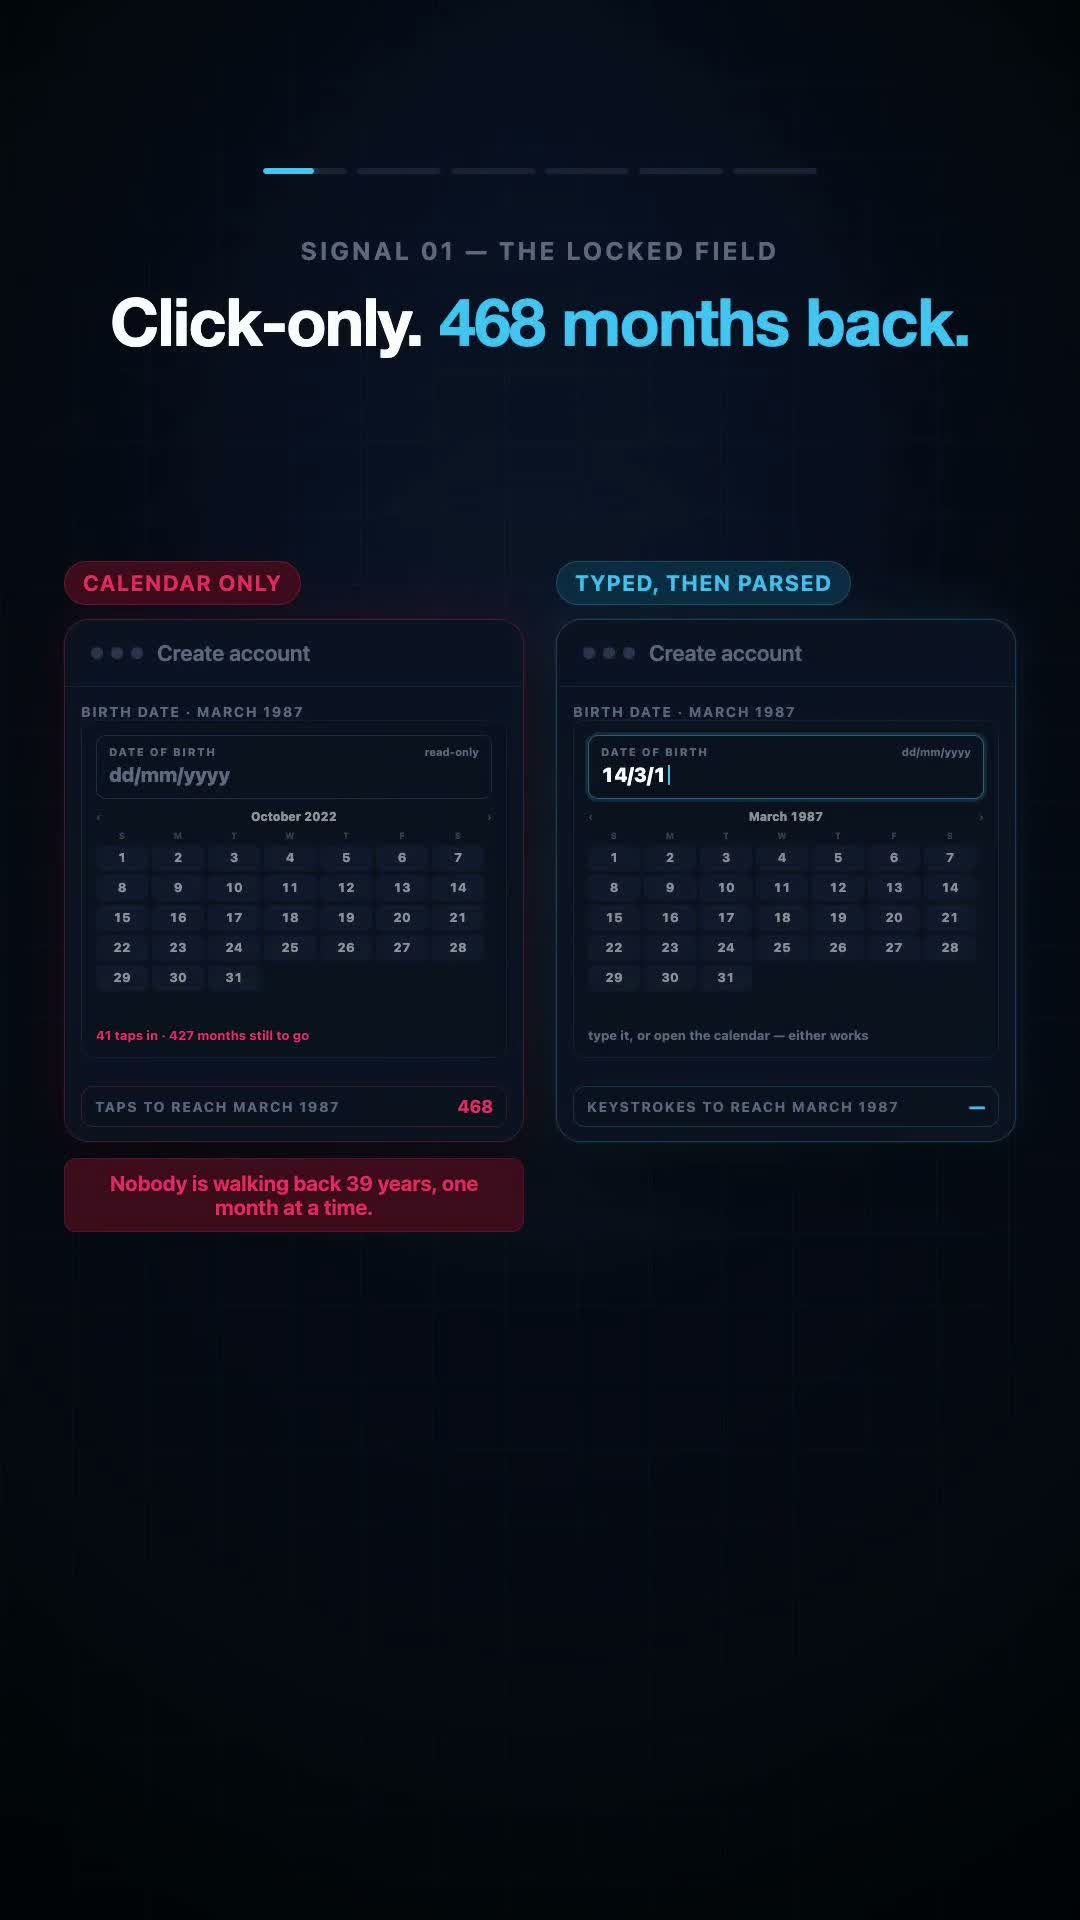 SIGNAL 01 — THE LOCKED FIELD
Click-only. 468 months back.
CALENDAR ONLY
Create account
BIRTH DATE · MARCH 1987
DATE OF BIRTH read-only
dd/mm/yyyy
‹ October 2022 ›
S M T W T F S
1 2 3 4 5 6 7
8 9 10 11 12 13 14
15 16 17 18 19 20 21
22 23 24 25 26 27 28
29 30 31
41 taps in · 427 months still to go
TAPS TO REACH MARCH 1987 468
Nobody is walking back 39 years, one
month at a time.
TYPED, THEN PARSED
Create account
BIRTH DATE · MARCH 1987
DATE OF BIRTH dd/mm/yyyy
14/3/1
‹ March 1987 ›
S M T W T F S
1 2 3 4 5 6 7
8 9 10 11 12 13 14
15 16 17 18 19 20 21
22 23 24 25 26 27 28
29 30 31
type it, or open the calendar — either works
KEYSTROKES TO REACH MARCH 1987 —